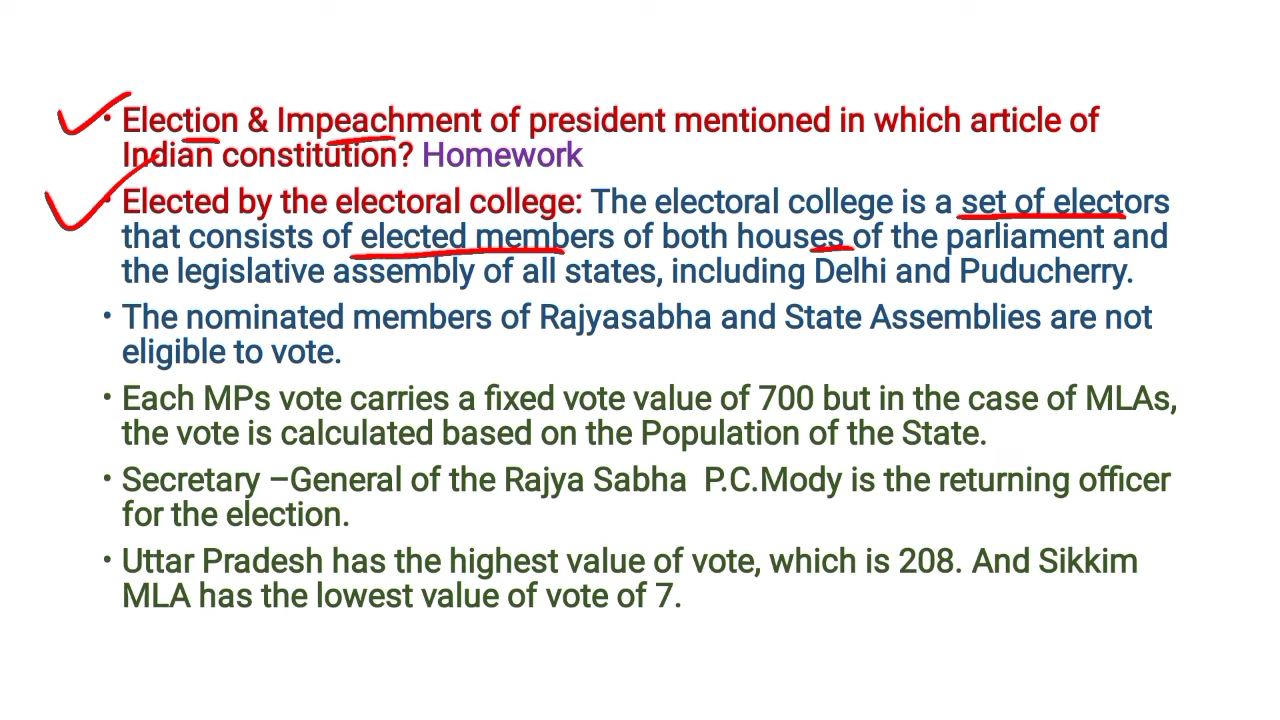 • Election & Impeachment of president mentioned in which article of
Indian constitution? Homework
• Elected by the electoral college: The electoral college is a set of electors
that consists of elected members of both houses of the parliament and
the legislative assembly of all states, including Delhi and Puducherry.
• The nominated members of Rajyasabha and State Assemblies are not
eligible to vote.
• Each MPs vote carries a fixed vote value of 700 but in the case of MLAs,
the vote is calculated based on the Population of the State.
• Secretary –General of the Rajya Sabha P.C.Mody is the returning officer
for the election.
• Uttar Pradesh has the highest value of vote, which is 208. And Sikkim
MLA has the lowest value of vote of 7.